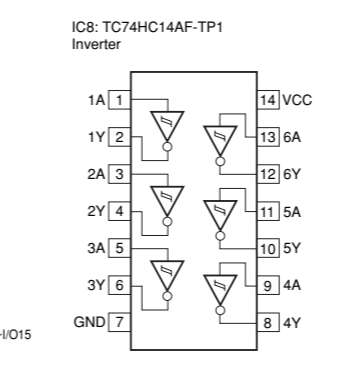 IC8: TC74HC14AF-TP1
Inverter
1A 1 14 VCC
1Y 2 13 6A
2A 3 12 6Y
2Y 4 11 5A
3A 5 10 5Y
3Y 6 9 4A
GND 7 8 4Y
-I/O15